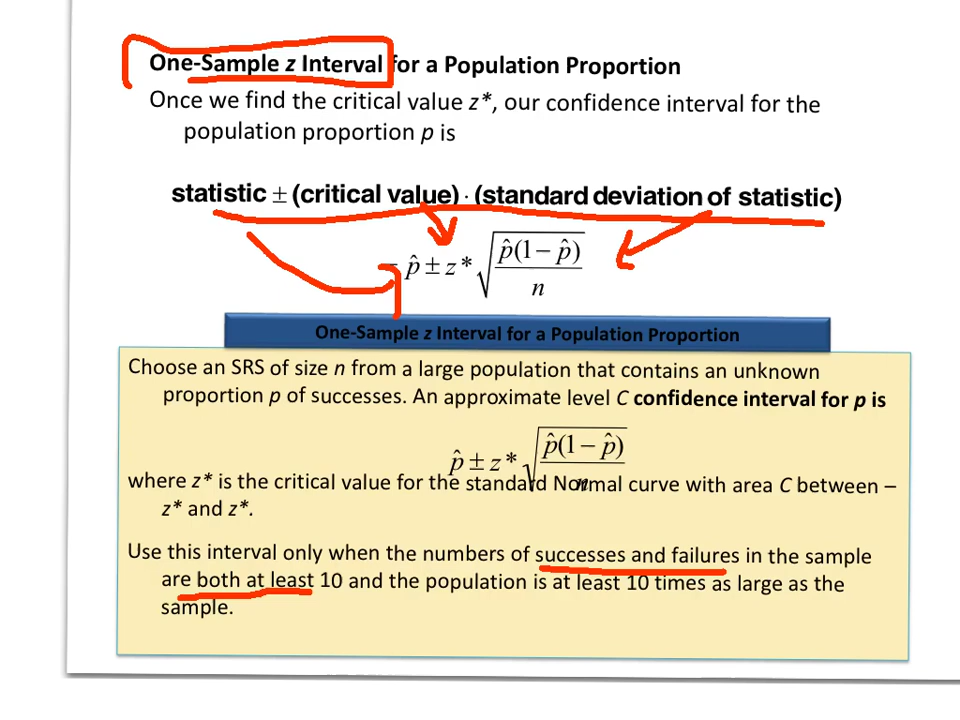 One-Sample z Interval for a Population Proportion
Once we find the critical value z*, our confidence interval for the
population proportion p is
statistic ± (critical value) · (standard deviation of statistic)
= p̂ ± z* √(p̂(1 − p̂)/n)
One-Sample z Interval for a Population Proportion
Choose an SRS of size n from a large population that contains an unknown
proportion p of successes. An approximate level C confidence interval for p is
p̂ ± z* √(p̂(1 − p̂)/n)
where z* is the critical value for the standard Normal curve with area C between –
z* and z*.
Use this interval only when the numbers of successes and failures in the sample
are both at least 10 and the population is at least 10 times as large as the
sample.